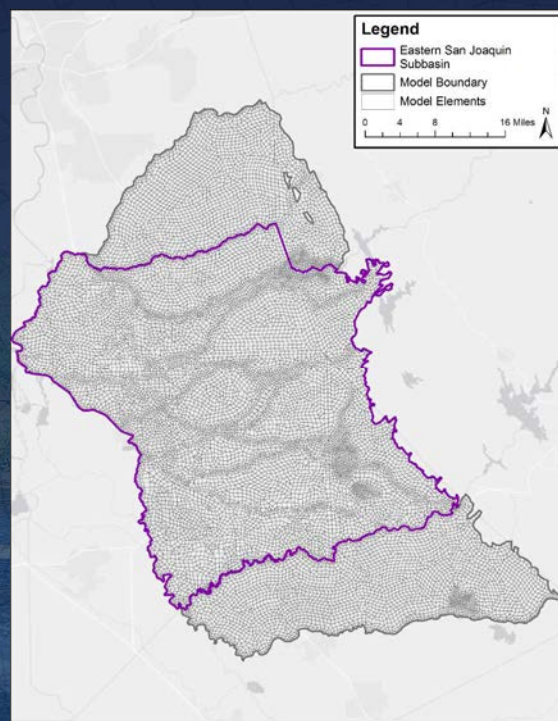 Legend
Eastern San Joaquin
Subbasin
Model Boundary
Model Elements
N
0 4 8 16 Miles